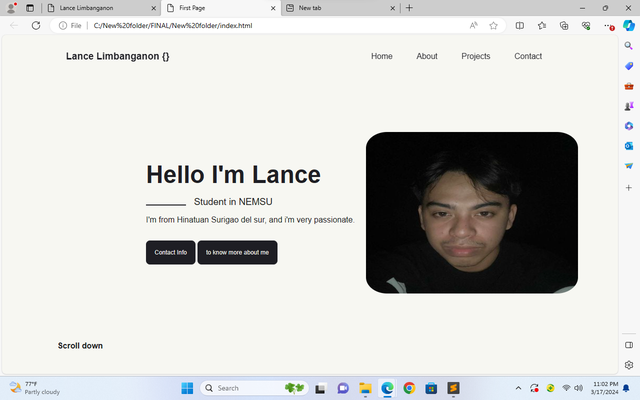 Lance Limbanganon
First Page
New tab
File
C:/New%20folder/FINAL/New%20folder/index.html
Lance Limbanganon {}
Home
About
Projects
Contact
Hello I'm Lance
Student in NEMSU
I'm from Hinatuan Surigao del sur, and i'm very passionate.
Contact Info
to know more about me
Scroll down
77°F
Partly cloudy
Search
11:02 PM
3/17/2024